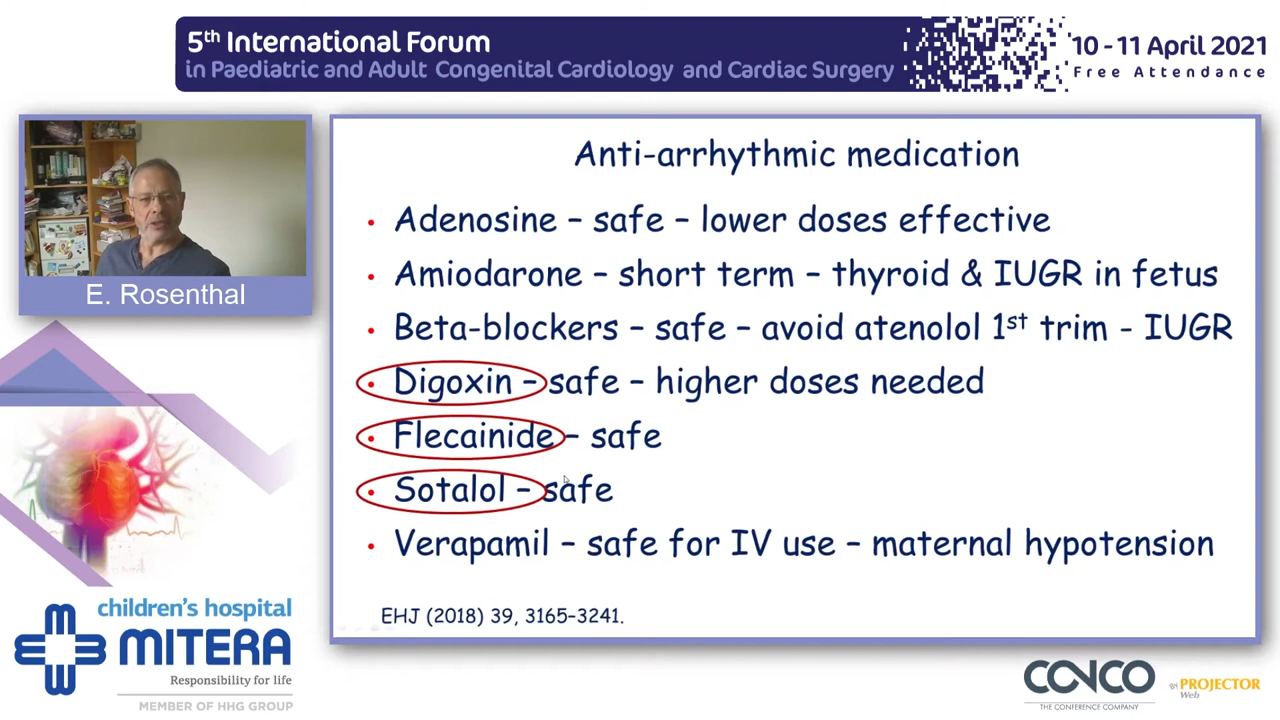 5th International Forum
in Paediatric and Adult Congenital Cardiology and Cardiac Surgery
10 - 11 April 2021
Free Attendance
E. Rosenthal
Anti-arrhythmic medication
• Adenosine – safe – lower doses effective
• Amiodarone – short term – thyroid & IUGR in fetus
• Beta-blockers – safe – avoid atenolol 1st trim - IUGR
• Digoxin – safe – higher doses needed
• Flecainide – safe
• Sotalol – safe
• Verapamil – safe for IV use – maternal hypotension
EHJ (2018) 39, 3165–3241.
children's hospital
MITERA
Responsibility for life
MEMBER OF HHG GROUP
CONCO
THE CONFERENCE COMPANY
PROJECTOR
Web